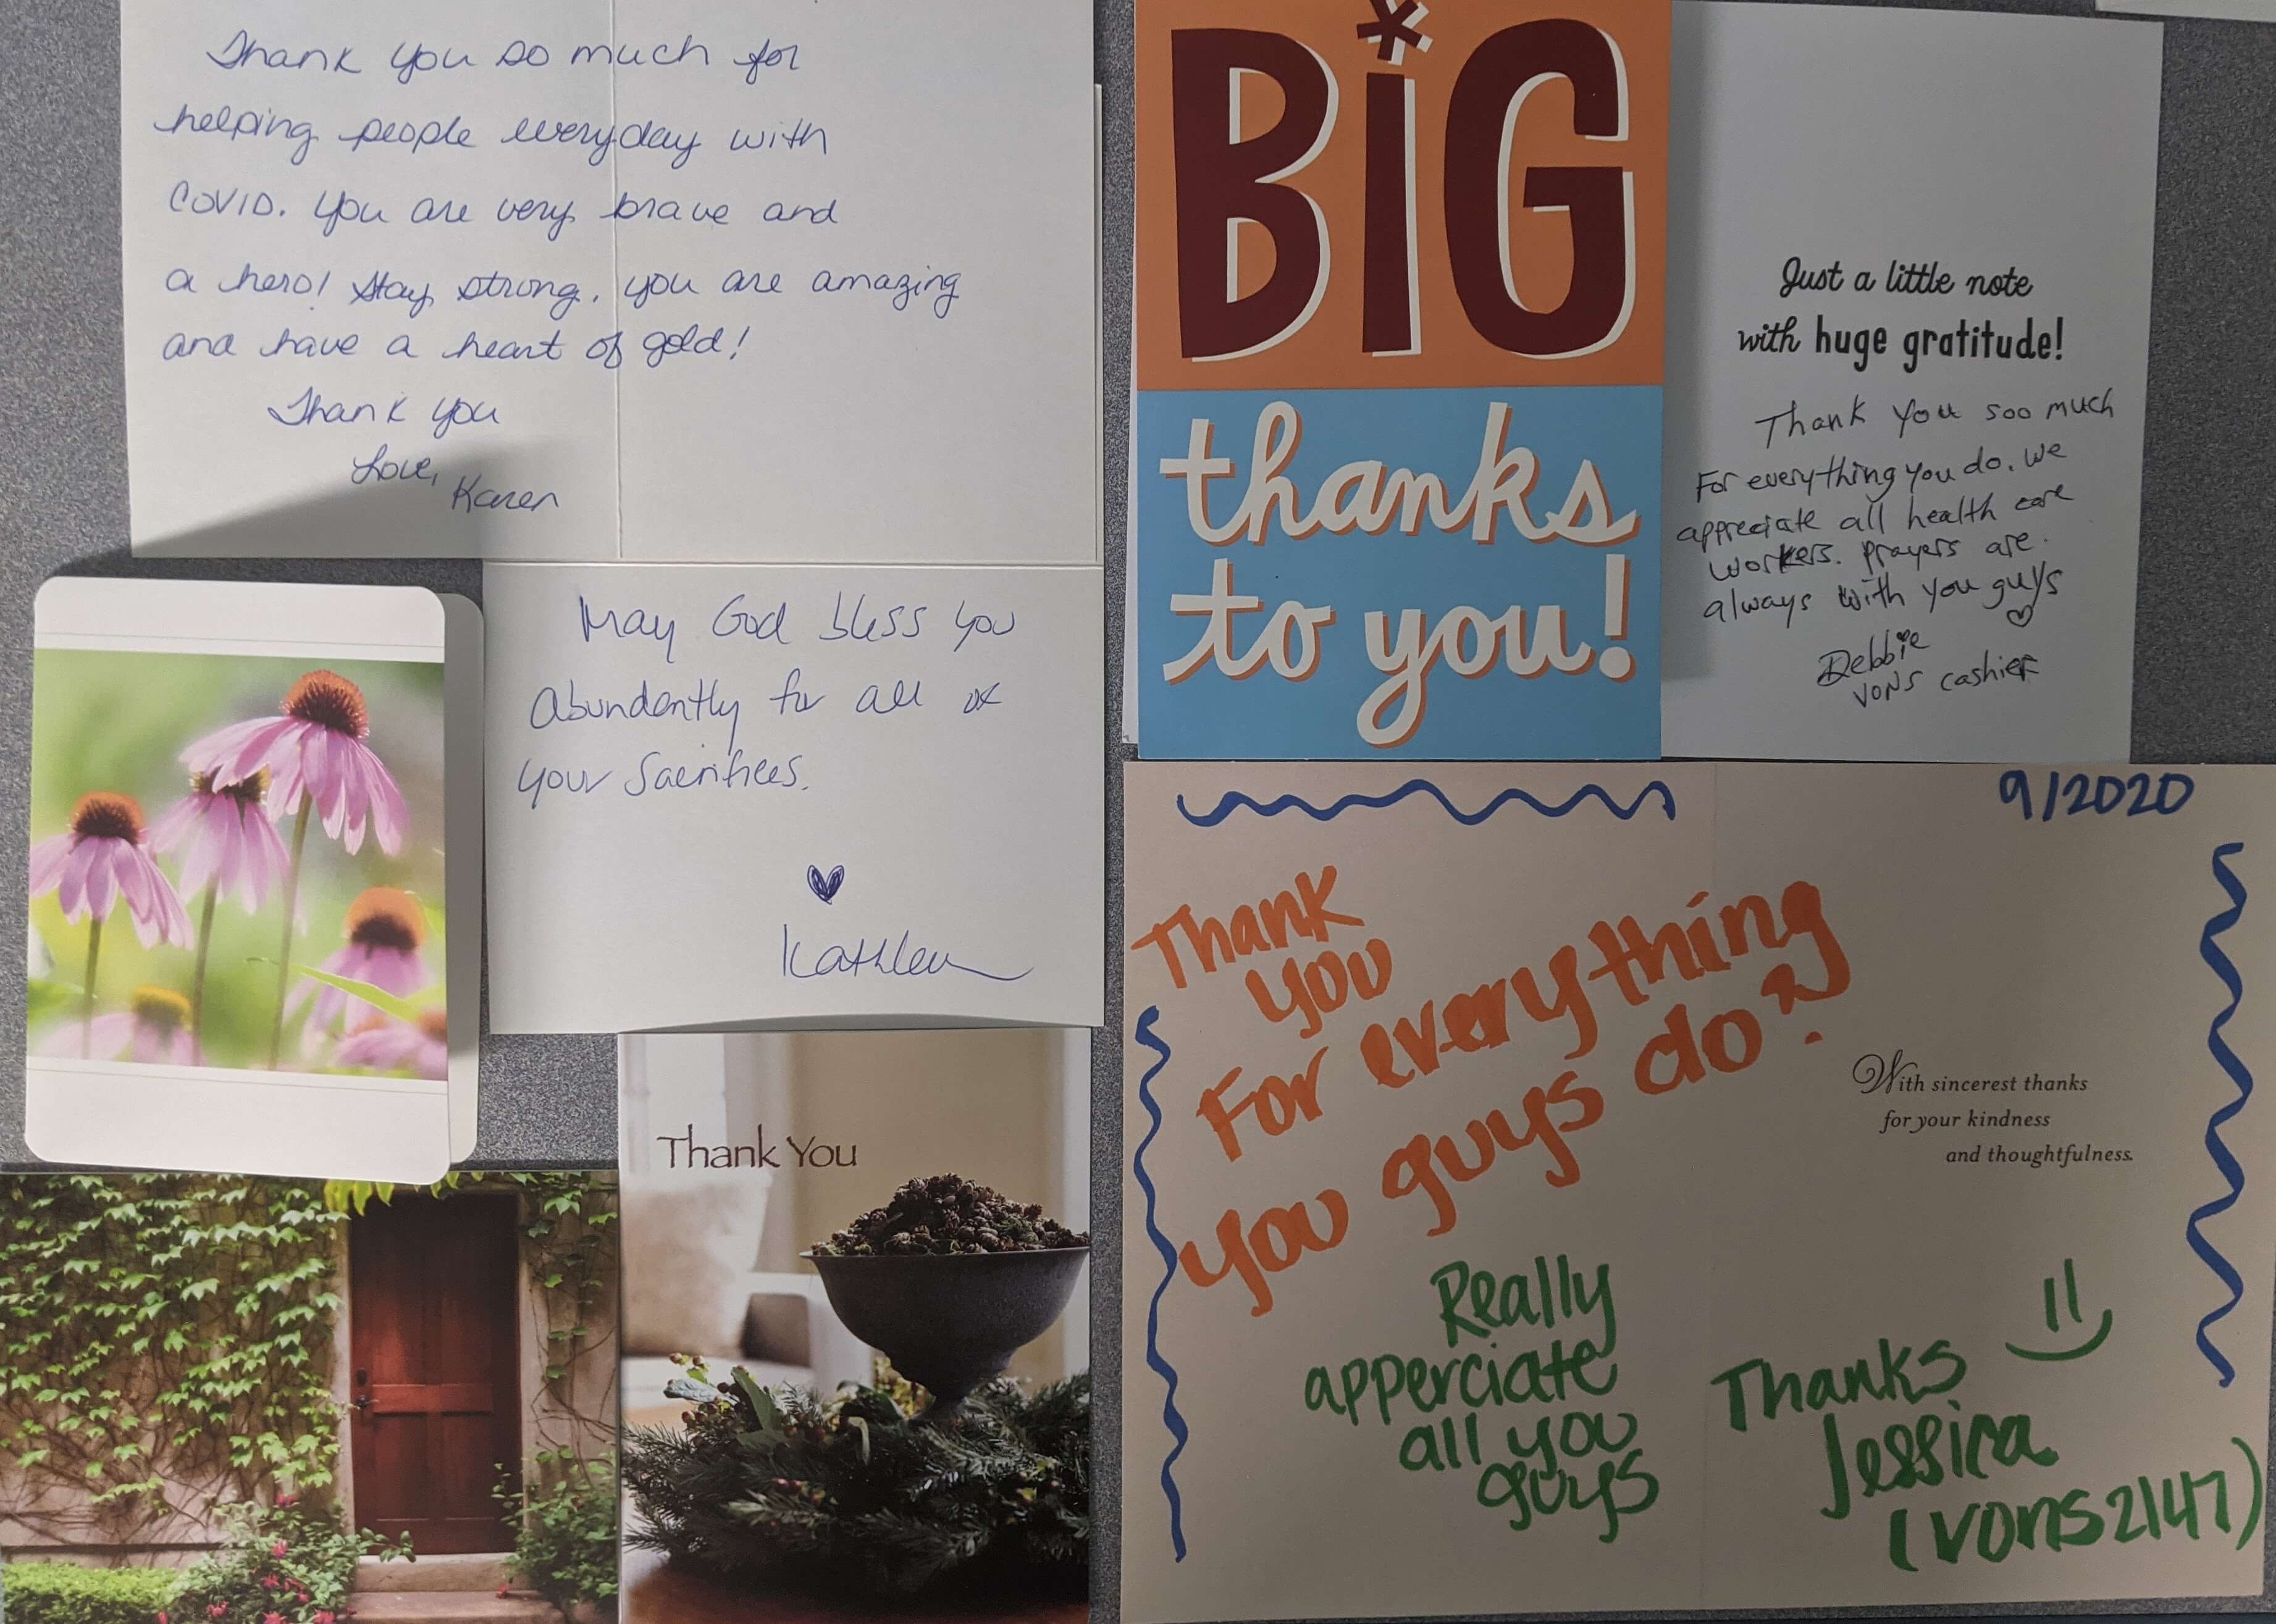 Thank you so much for
helping people everyday with
COVID. You are very brave and
a hero! Stay strong, you are amazing
and have a heart of gold!
Thank you
Love,
Karen
May God bless you
abundantly for all of
your sacrifices.
Kathleen
Thank You
BIG
thanks
to you!
Just a little note
with huge gratitude!
Thank you soo much
For everything you do. We
appreciate all health care
workers. Prayers are
always with you guys
Debbie
VONS cashier
9/2020
Thank
you
For everything
you guys do
Really
apperciate
all you
guys
With sincerest thanks
for your kindness
and thoughtfulness.
Thanks
Jessica
(VONS 2147)